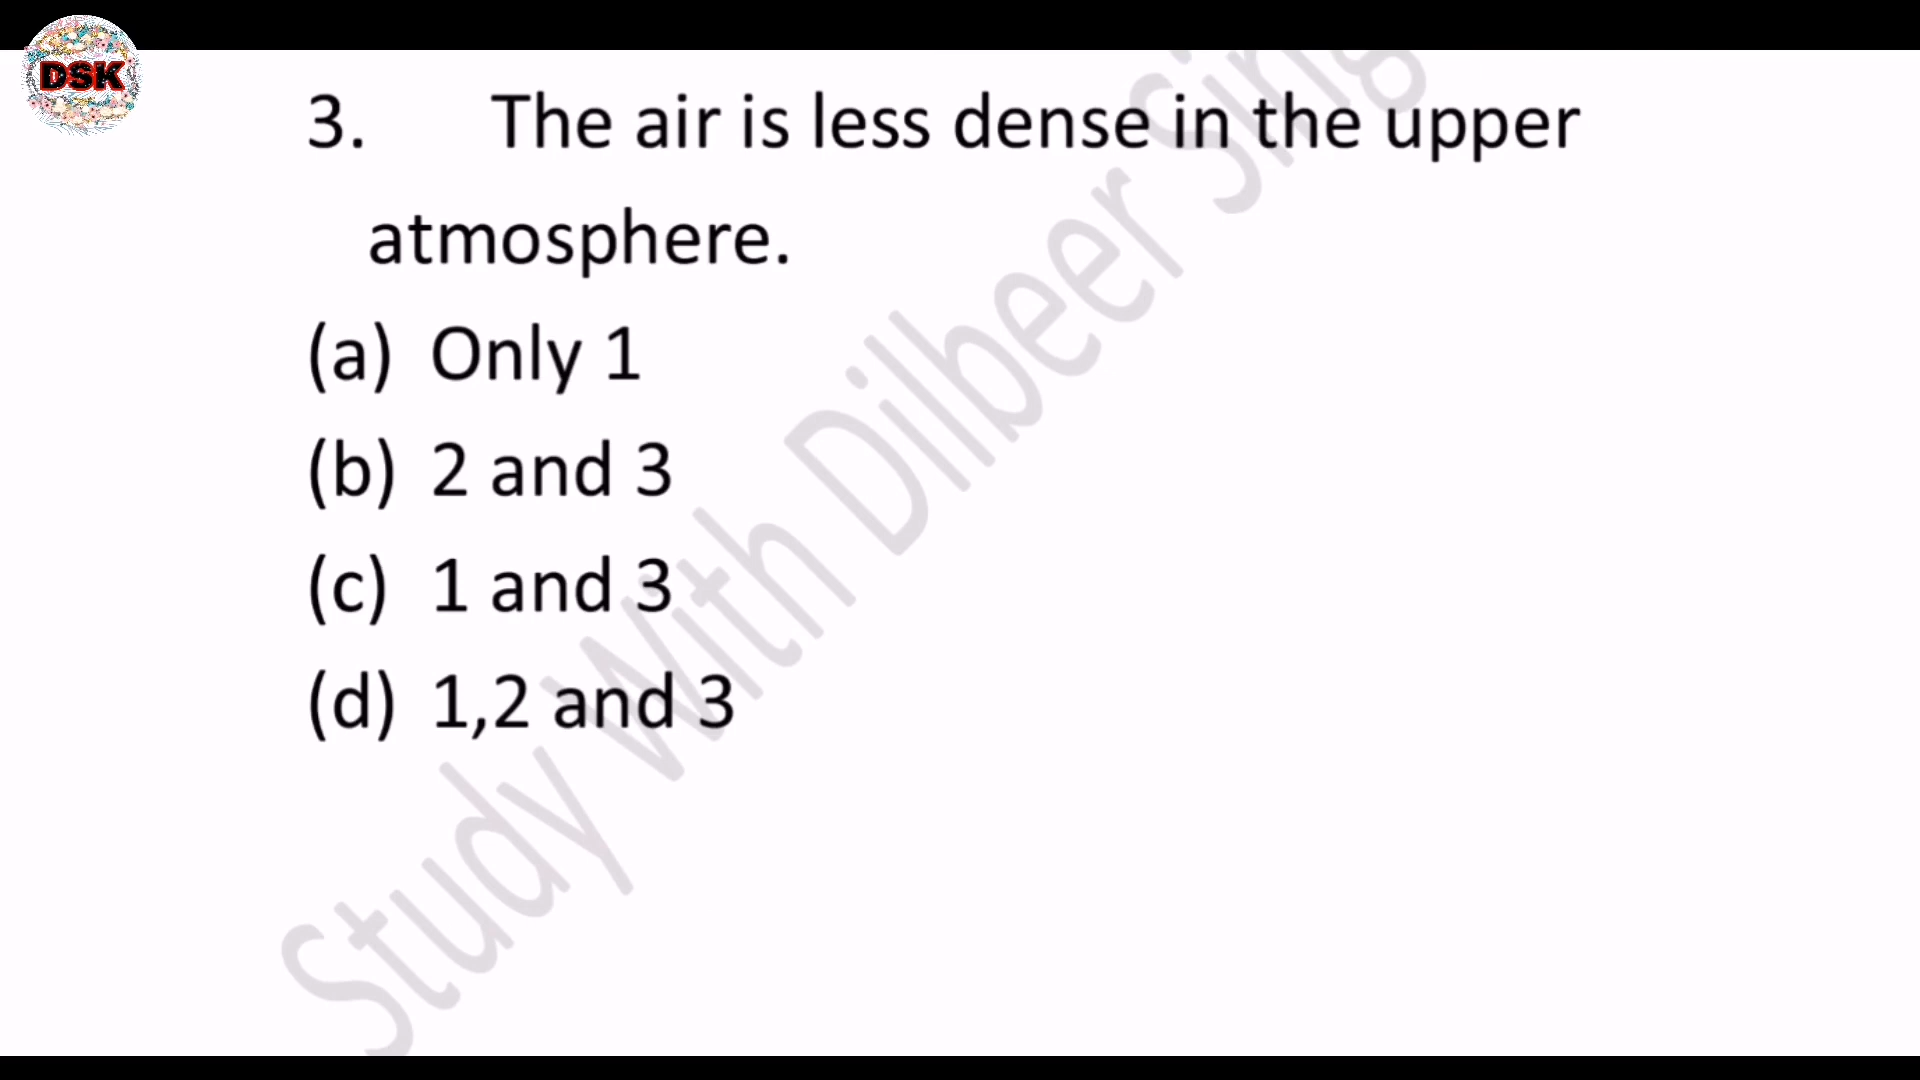 DSK
3. The air is less dense in the upper
atmosphere.
(a) Only 1
(b) 2 and 3
(c) 1 and 3
(d) 1,2 and 3
Study With Dilbeer Sing